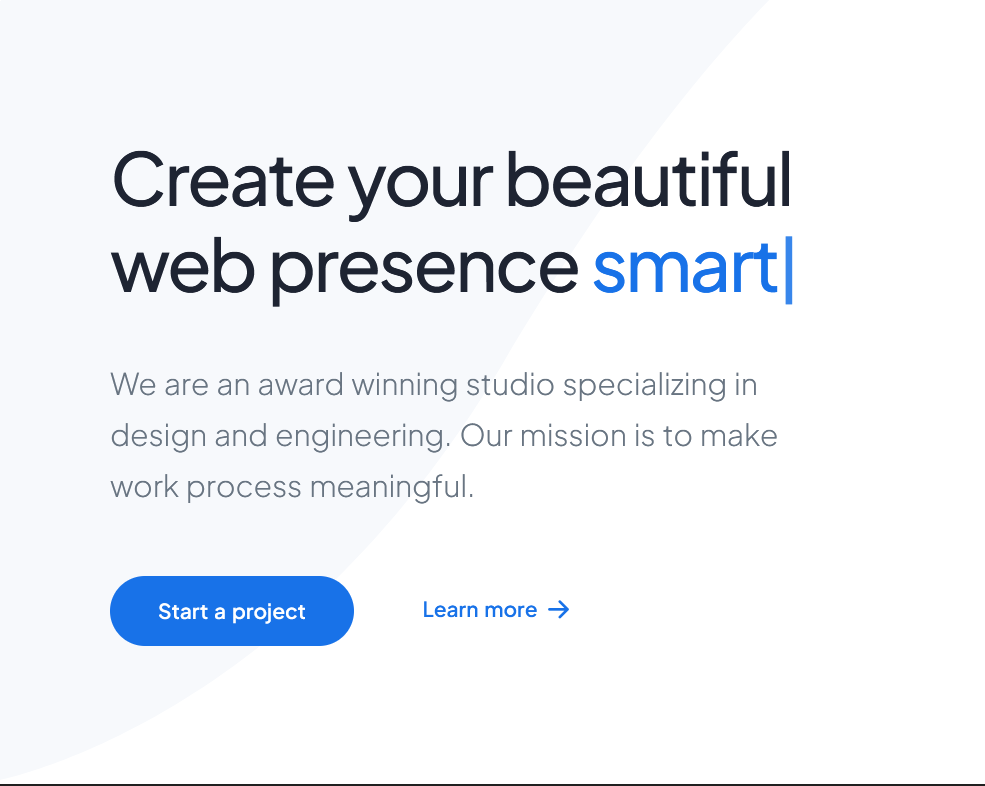 Create your beautiful
web presence smart|
We are an award winning studio specializing in
design and engineering. Our mission is to make
work process meaningful.
Start a project
Learn more →